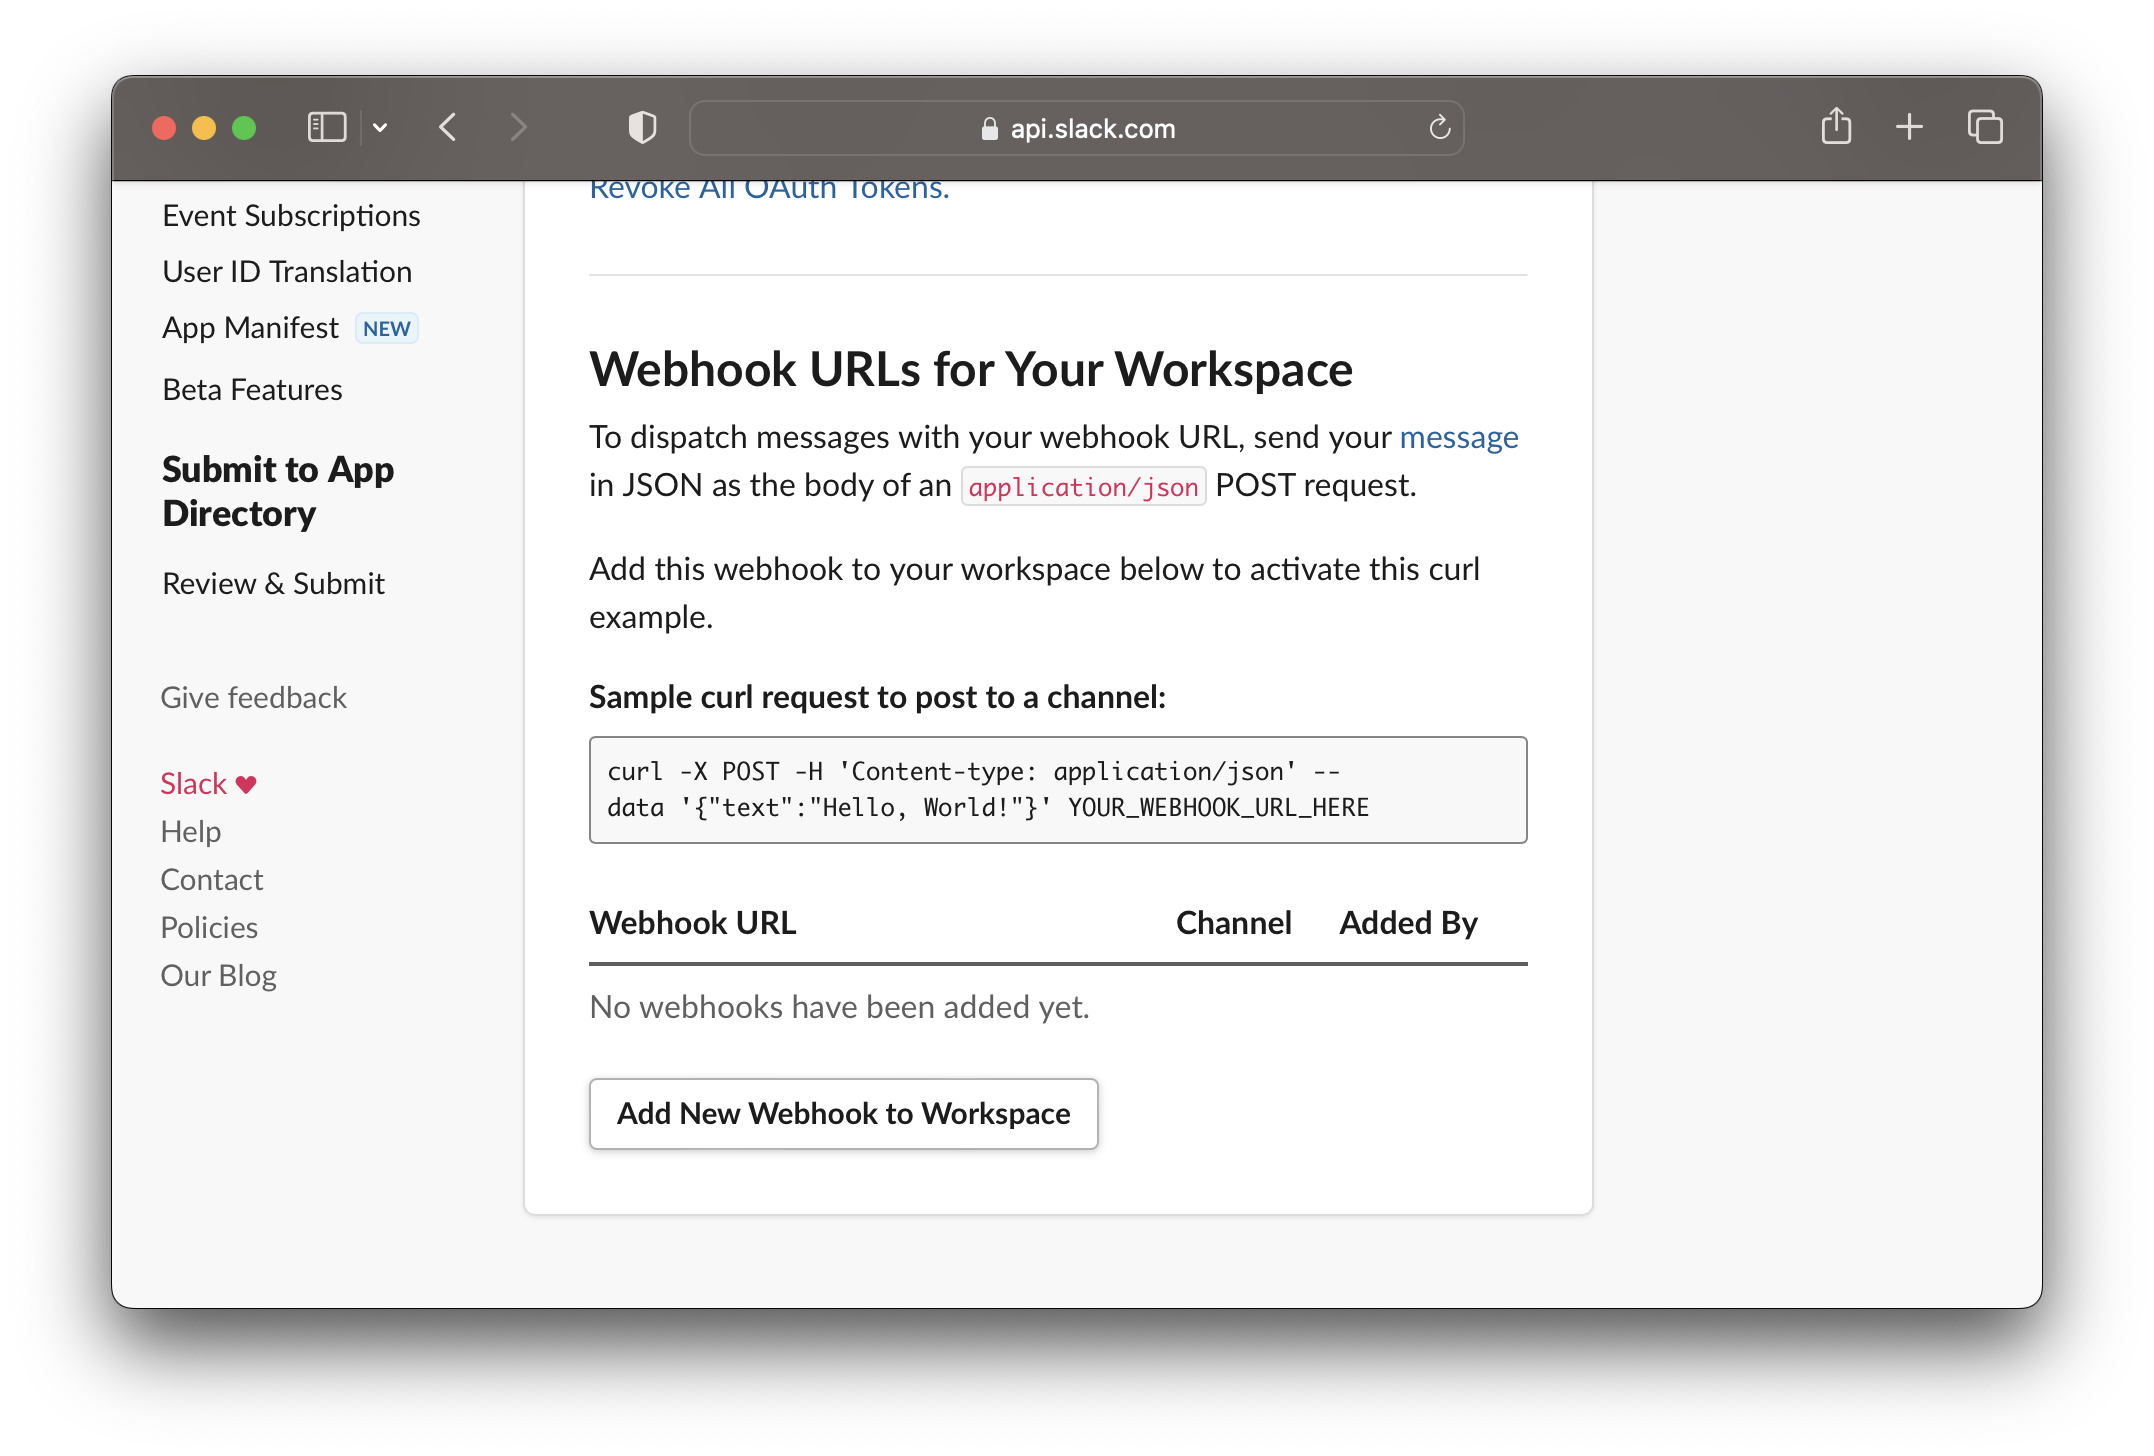 api.slack.com
Event Subscriptions
User ID Translation
App Manifest NEW
Beta Features
Submit to App
Directory
Review & Submit
Give feedback
Slack ♥
Help
Contact
Policies
Our Blog
Revoke All OAuth Tokens.
Webhook URLs for Your Workspace
To dispatch messages with your webhook URL, send your message
in JSON as the body of an application/json POST request.
Add this webhook to your workspace below to activate this curl
example.
Sample curl request to post to a channel:
curl -X POST -H 'Content-type: application/json' --
data '{"text":"Hello, World!"}' YOUR_WEBHOOK_URL_HERE
Webhook URL Channel Added By
No webhooks have been added yet.
Add New Webhook to Workspace